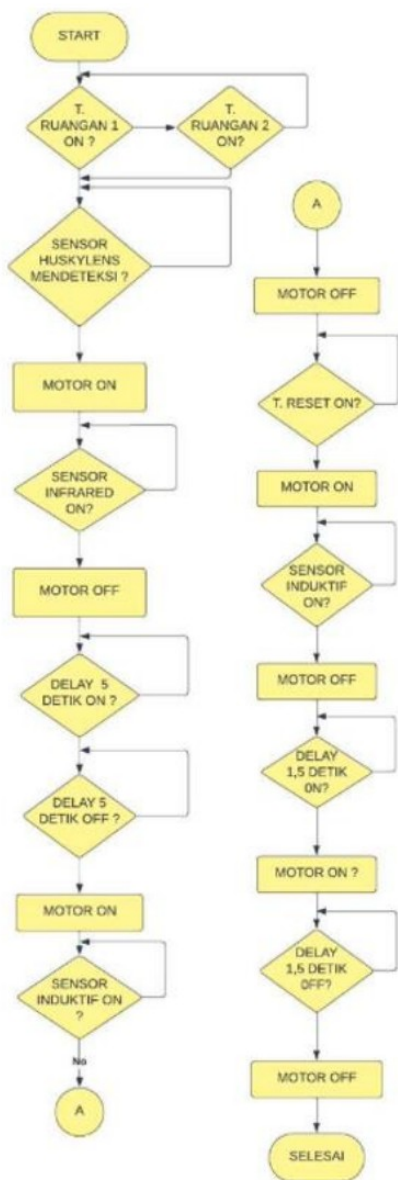 START
T.
RUANGAN 1
ON ?
T.
RUANGAN 2
ON?
SENSOR
HUSKYLENS
MENDETEKSI ?
MOTOR ON
SENSOR
INFRARED
ON?
MOTOR OFF
DELAY 5
DETIK ON ?
DELAY 5
DETIK OFF ?
MOTOR ON
SENSOR
INDUKTIF ON
?
No
A
A
MOTOR OFF
T. RESET ON?
MOTOR ON
SENSOR
INDUKTIF
ON?
MOTOR OFF
DELAY
1,5 DETIK
0N?
MOTOR ON ?
DELAY
1,5 DETIK
0FF?
MOTOR OFF
SELESAI